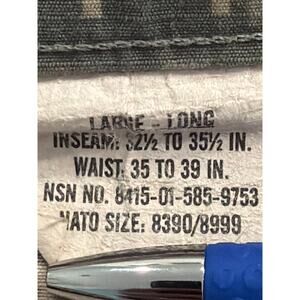 LARGE - LONG
INSEAM: 32½ TO 35½ IN.
WAIST: 35 TO 39 IN.
NSN NO. 8415-01-585-9753
NATO SIZE: 8390/8999